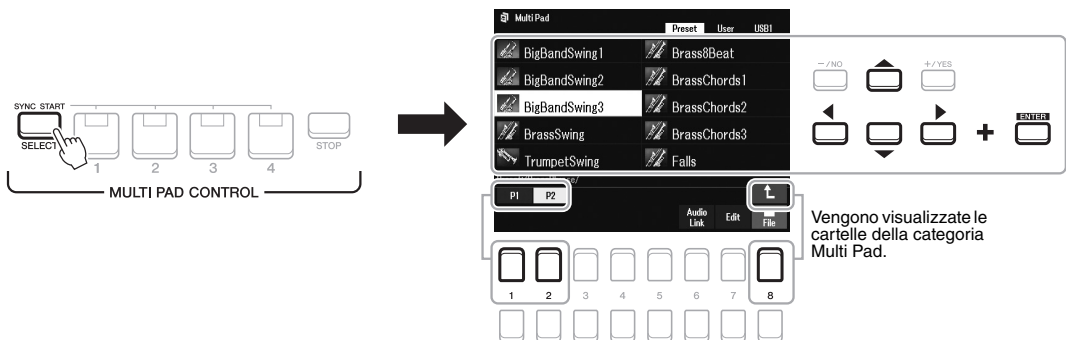 SYNC START
SELECT
1 2 3 4
STOP
MULTI PAD CONTROL
Multi Pad
Preset User USB1
BigBandSwing1 Brass8Beat
BigBandSwing2 BrassChords1
BigBandSwing3 BrassChords2
BrassSwing BrassChords3
TrumpetSwing Falls
P1 P2
Audio Link Edit File
1 2 3 4 5 6 7 8
–/NO +/YES
+ ENTER
Vengono visualizzate le
cartelle della categoria
Multi Pad.